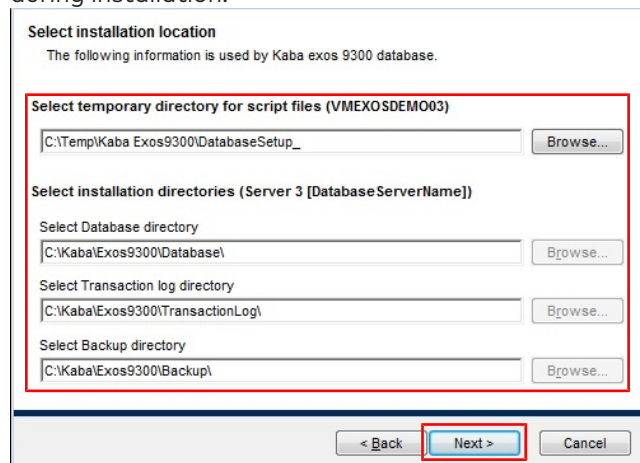 during installation.
Select installation location
The following information is used by Kaba exos 9300 database.
Select temporary directory for script files (VMEXOSDEMO03)
C:\Temp\Kaba Exos9300\DatabaseSetup_
Browse...
Select installation directories (Server 3 [DatabaseServerName])
Select Database directory
C:\Kaba\Exos9300\Database\
Browse...
Select Transaction log directory
C:\Kaba\Exos9300\TransactionLog\
Browse...
Select Backup directory
C:\Kaba\Exos9300\Backup\
Browse...
< Back Next > Cancel